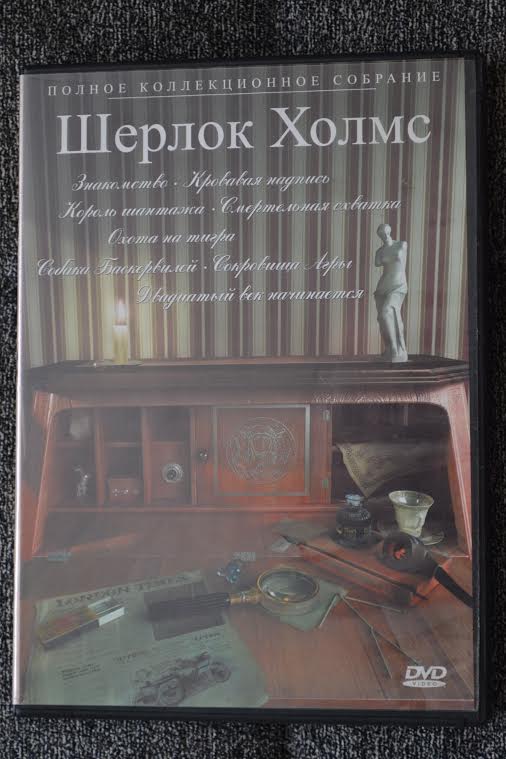 ПОЛНОЕ КОЛЛЕКЦИОННОЕ СОБРАНИЕ
Шерлок Холмс
Знакомство · Кровавая надпись
Король шантажа · Смертельная схватка
Охота на тигра
Собака Баскервилей · Сокровища Агры
Двадцатый век начинается
DVD
VIDEO